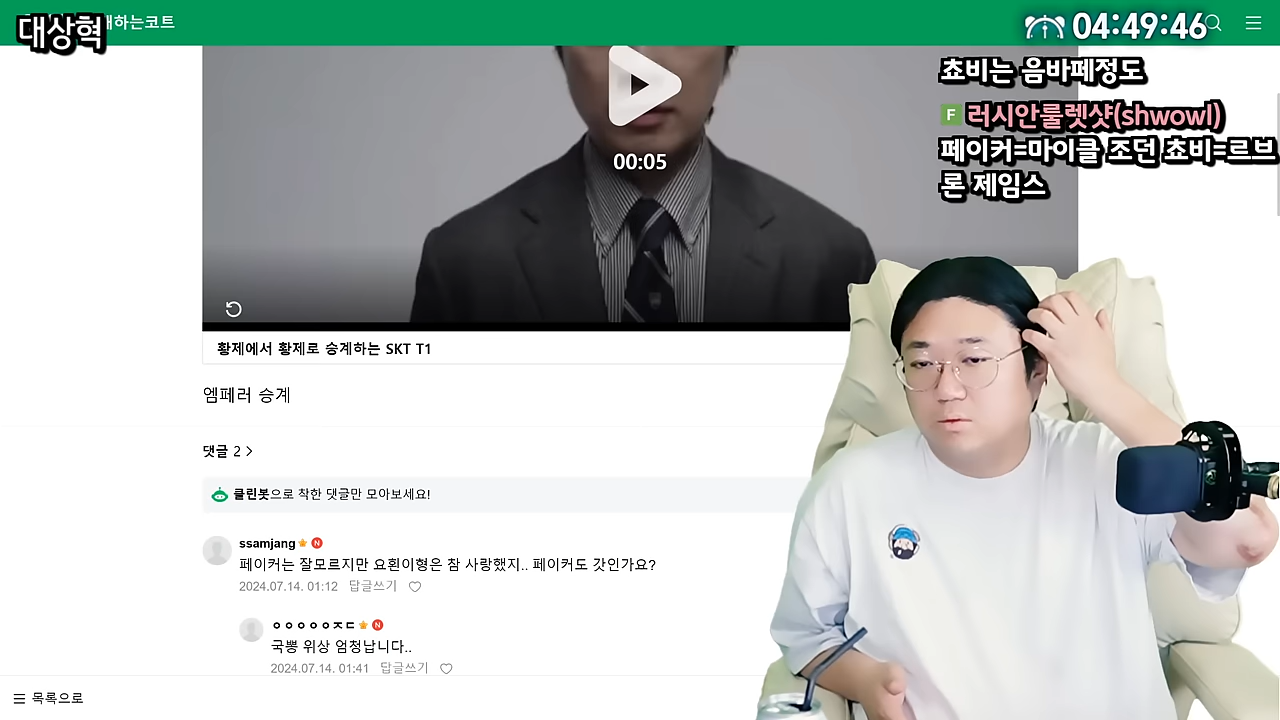 대상혁
하는코트
04:49:46
쵸비는 음바페정도
F 러시안룰렛샷(shwowl)
페이커=마이클 조던 쵸비=르브
론 제임스
00:05
황제에서 황제로 승계하는 SKT T1
엠페러 승계
댓글 2
클린봇으로 착한 댓글만 모아보세요!
ssamjang N
페이커는 잘모르지만 요횐이형은 참 사랑했지.. 페이커도 갓인가요?
2024.07.14. 01:12 답글쓰기
ㅇㅇㅇㅇㅇㅈㄷ N
국뽕 위상 엄청납니다..
2024.07.14. 01:41 답글쓰기
목록으로